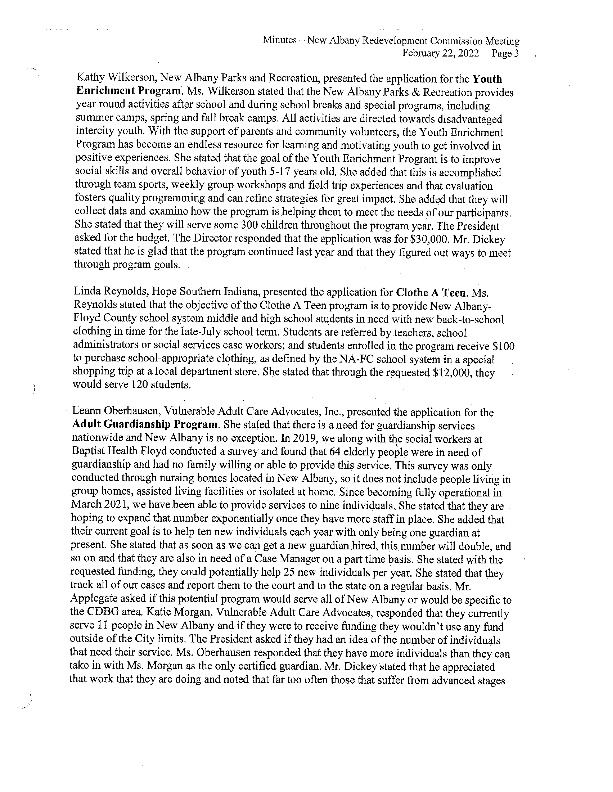 Minutes – New Albany Redevelopment Commission Meeting
February 22, 2022 Page 3
Kathy Wilkerson, New Albany Parks and Recreation, presented the application for the Youth
Enrichment Program. Ms. Wilkerson stated that the New Albany Parks & Recreation provides
year round activities after school and during school breaks and special programs, including
summer camps, spring and fall break camps. All activities are directed towards disadvantaged
intercity youth. With the support of parents and community volunteers, the Youth Enrichment
Program has become an endless resource for learning and motivating youth to get involved in
positive experiences. She stated that the goal of the Youth Enrichment Program is to improve
social skills and overall behavior of youth 5-17 years old. She added that this is accomplished
through team sports, weekly group workshops and field trip experiences and that evaluation
fosters quality programming and can refine strategies for great impact. She added that they will
collect data and examine how the program is helping them to meet the needs of our participants.
She stated that they will serve some 300 children throughout the program year. The President
asked for the budget. The Director responded that the application was for $30,000. Mr. Dickey
stated that he is glad that the program continued last year and that they figured out ways to meet
through program goals.
Linda Reynolds, Hope Southern Indiana, presented the application for Clothe A Teen. Ms.
Reynolds stated that the objective of the Clothe A Teen program is to provide New Albany-
Floyd County school system middle and high school students in need with new back-to-school
clothing in time for the late-July school term. Students are referred by teachers, school
administrators or social services case workers; and students enrolled in the program receive $100
to purchase school-appropriate clothing, as defined by the NA-FC school system in a special
shopping trip at a local department store. She stated that through the requested $12,000, they
would serve 120 students.
Leann Oberhausen, Vulnerable Adult Care Advocates, Inc., presented the application for the
Adult Guardianship Program. She stated that there is a need for guardianship services
nationwide and New Albany is no exception. In 2019, we along with the social workers at
Baptist Health Floyd conducted a survey and found that 64 elderly people were in need of
guardianship and had no family willing or able to provide this service. This survey was only
conducted through nursing homes located in New Albany, so it does not include people living in
group homes, assisted living facilities or isolated at home. Since becoming fully operational in
March 2021, we have been able to provide services to nine individuals. She stated that they are
hoping to expand that number exponentially once they have more staff in place. She added that
their current goal is to help ten new individuals each year with only being one guardian at
present. She stated that as soon as we can get a new guardian hired, this number will double, and
so on and that they are also in need of a Case Manager on a part time basis. She stated with the
requested funding, they could potentially help 25 new individuals per year. She stated that they
track all of our cases and report them to the court and to the state on a regular basis. Mr.
Applegate asked if this potential program would serve all of New Albany or would be specific to
the CDBG area. Katie Morgan, Vulnerable Adult Care Advocates, responded that they currently
serve 11 people in New Albany and if they were to receive funding they wouldn't use any fund
outside of the City limits. The President asked if they had an idea of the number of individuals
that need their service. Ms. Oberhausen responded that they have more individuals than they can
take in with Ms. Morgan as the only certified guardian. Mr. Dickey stated that he appreciated
that work that they are doing and noted that far too often those that suffer from advanced stages